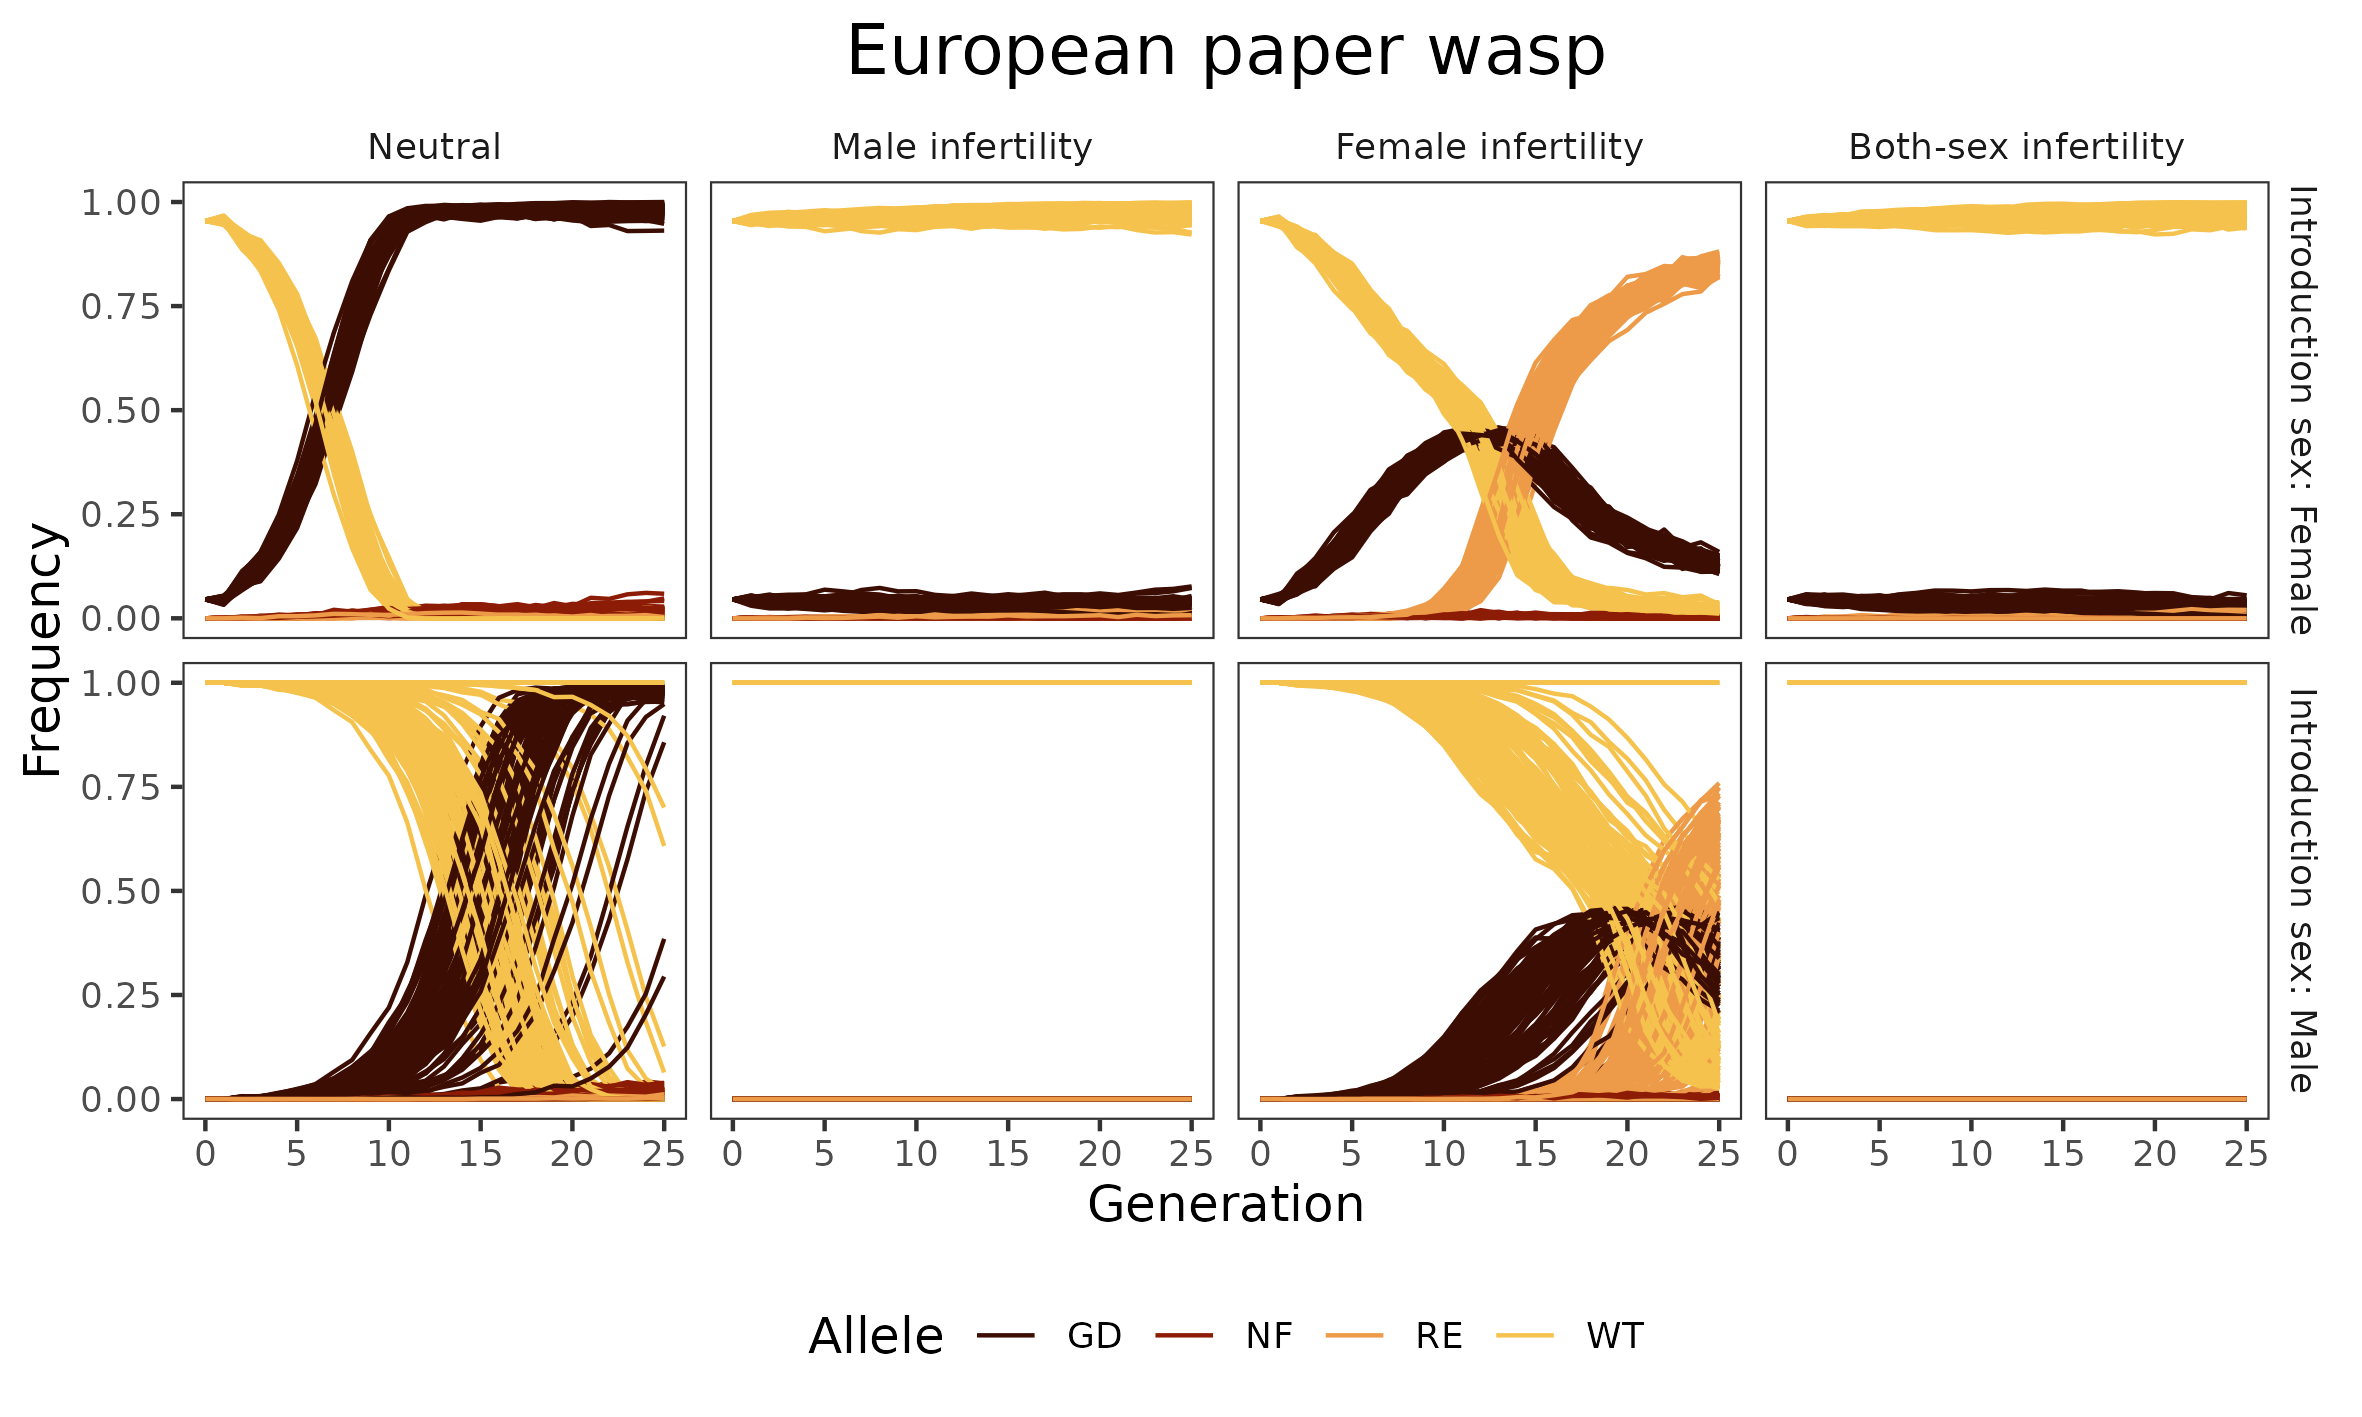 European paper wasp
Neutral
Male infertility
Female infertility
Both-sex infertility
Frequency
1.00
0.75
0.50
0.25
0.00
Introduction sex: Female
1.00
0.75
0.50
0.25
0.00
Introduction sex: Male
0 5 10 15 20 25
0 5 10 15 20 25
0 5 10 15 20 25
0 5 10 15 20 25
Generation
Allele GD NF RE WT